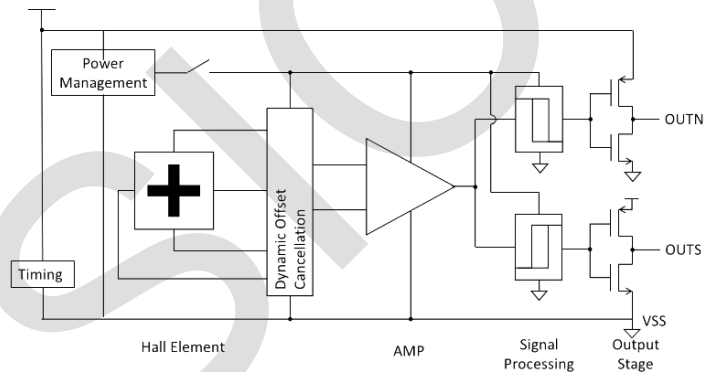 Power
Management
OUTN
Dynamic Offset
Cancellation
OUTS
Timing
VSS
Hall Element
AMP
Signal
Processing
Output
Stage